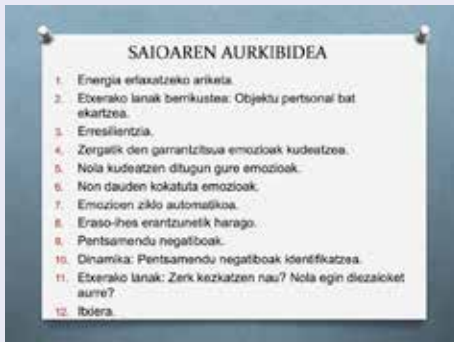 SAIOAREN AURKIBIDEA
1. Energia erlaxatzeko ariketa.
2. Etxerako lanak berrikustea: Objektu pertsonal bat
ekartzea.
3. Erresilientzia.
4. Zergatik den garrantzitsua emozioak kudeatzea.
5. Nola kudeatzen ditugun gure emozioak.
6. Non dauden kokatuta emozioak.
7. Emozioen ziklo automatikoa.
8. Eraso-ihes erantzunetik harago.
9. Pentsamendu negatiboak.
10. Dinamika: Pentsamendu negatiboak identifikatzea.
11. Etxerako lanak: Zerk kezkatzen nau? Nola egin diezaioket
aurre?
12. Itxiera.